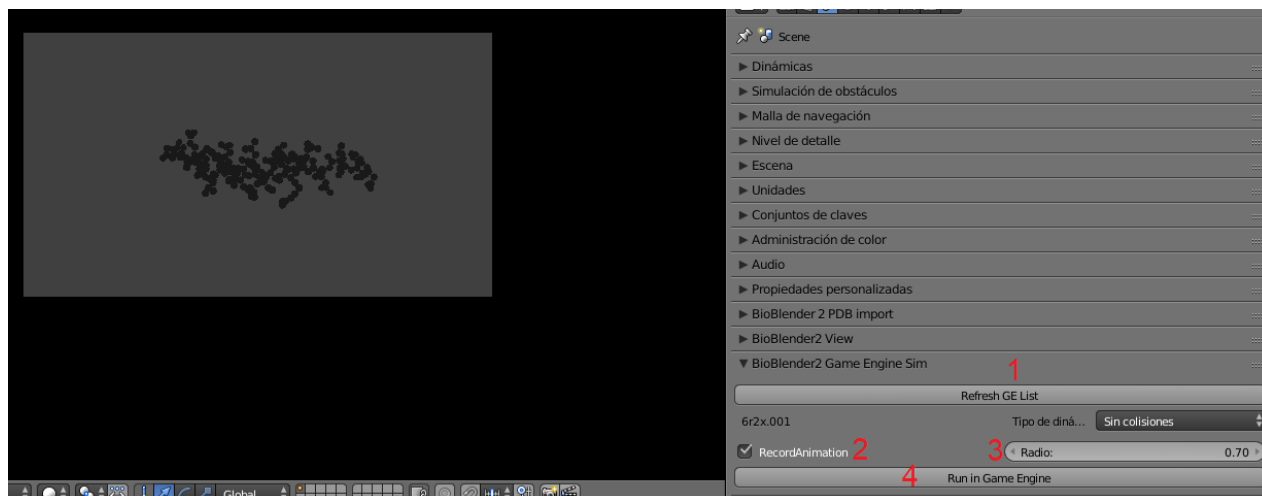 Scene
Dinámicas
Simulación de obstáculos
Malla de navegación
Nivel de detalle
Escena
Unidades
Conjuntos de claves
Administración de color
Audio
Propiedades personalizadas
BioBlender 2 PDB import
BioBlender2 View
BioBlender2 Game Engine Sim
1
Refresh GE List
6r2x.001 Tipo de diná... Sin colisiones
RecordAnimation 2 3 Radio: 0.70
4 Run in Game Engine
Global